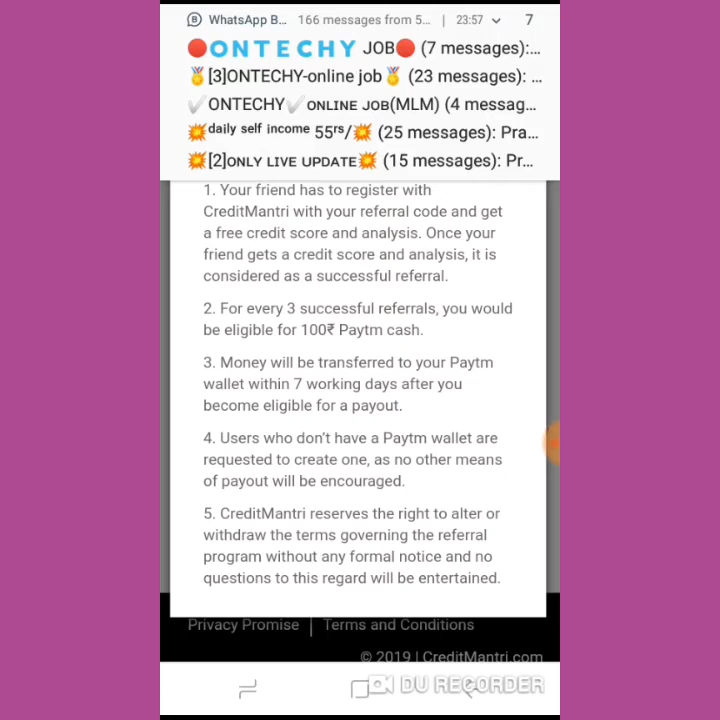 WhatsApp B... 166 messages from 5... | 23:57 7
🔴ONTECHY JOB🔴 (7 messages):...
🏅[3]ONTECHY-online job🏅 (23 messages): ...
✔ONTECHY✔ᴏɴʟɪɴᴇ ᴊᴏʙ(MLM) (4 messag...
💥ᵈᵃⁱˡʸ ˢᵉˡᶠ ⁱⁿᶜᵒᵐᵉ 55ʳˢ/💥 (25 messages): Pra...
💥[2]ᴏɴʟʏ ʟɪᴠᴇ ᴜᴘᴅᴀᴛᴇ💥 (15 messages): Pr...
1. Your friend has to register with
CreditMantri with your referral code and get
a free credit score and analysis. Once your
friend gets a credit score and analysis, it is
considered as a successful referral.
2. For every 3 successful referrals, you would
be eligible for 100₹ Paytm cash.
3. Money will be transferred to your Paytm
wallet within 7 working days after you
become eligible for a payout.
4. Users who don't have a Paytm wallet are
requested to create one, as no other means
of payout will be encouraged.
5. CreditMantri reserves the right to alter or
withdraw the terms governing the referral
program without any formal notice and no
questions to this regard will be entertained.
Privacy Promise | Terms and Conditions
© 2019 | CreditMantri.com
DU RECORDER